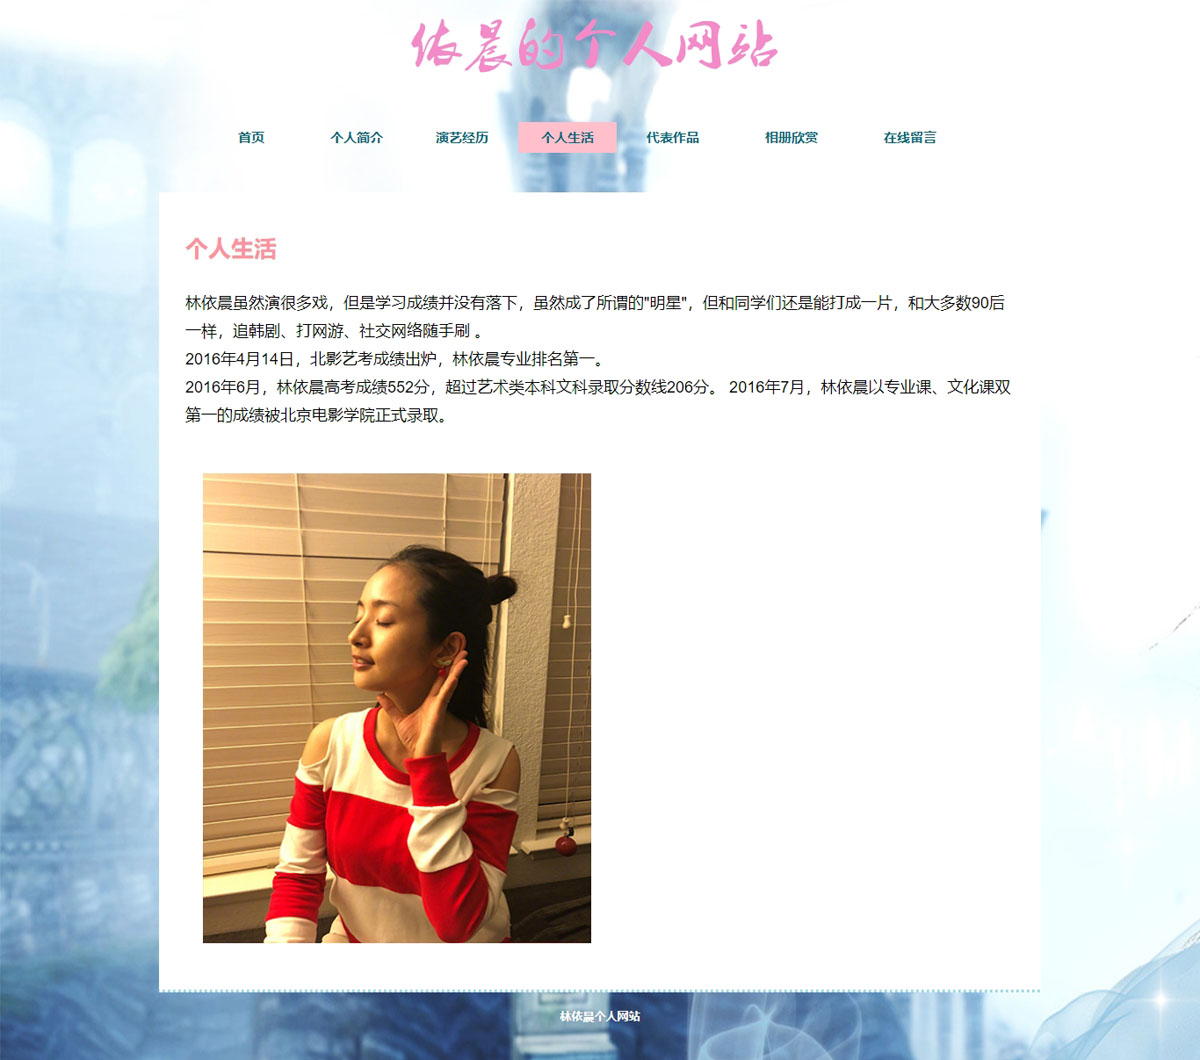 依晨的个人网站
首页 个人简介 演艺经历 个人生活 代表作品 相册欣赏 在线留言
个人生活
林依晨虽然演很多戏，但是学习成绩并没有落下，虽然成了所谓的"明星"，但和同学们还是能打成一片，和大多数90后
一样，追韩剧、打网游、社交网络随手刷 。
2016年4月14日，北影艺考成绩出炉，林依晨专业排名第一。
2016年6月，林依晨高考成绩552分，超过艺术类本科文科录取分数线206分。 2016年7月，林依晨以专业课、文化课双
第一的成绩被北京电影学院正式录取。
林依晨个人网站